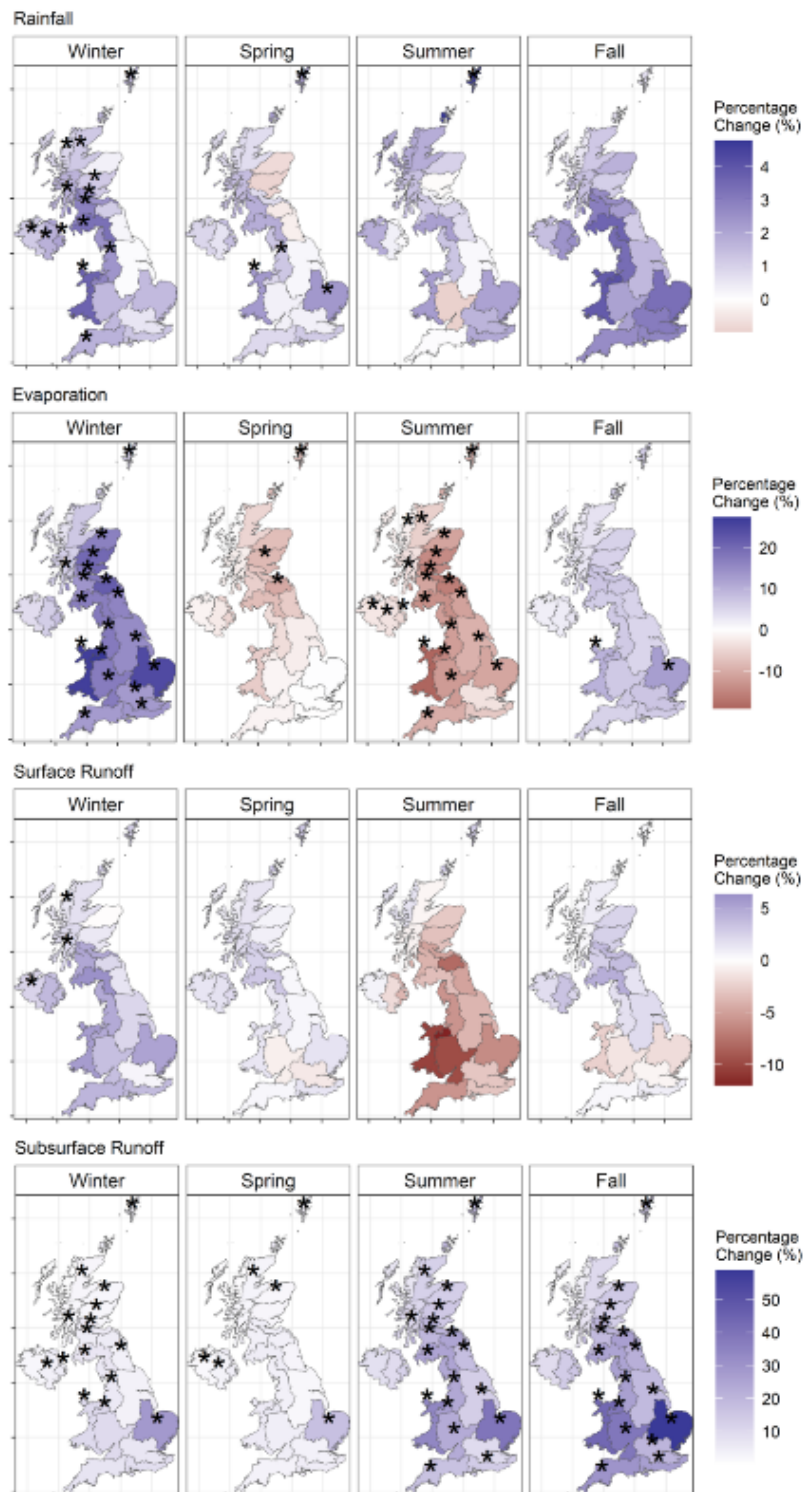 Rainfall
Winter
Spring
Summer
Fall
Percentage
Change (%)
4
3
2
1
0
Evaporation
Winter
Spring
Summer
Fall
Percentage
Change (%)
20
10
0
-10
Surface Runoff
Winter
Spring
Summer
Fall
Percentage
Change (%)
5
0
-5
-10
Subsurface Runoff
Winter
Spring
Summer
Fall
Percentage
Change (%)
50
40
30
20
10